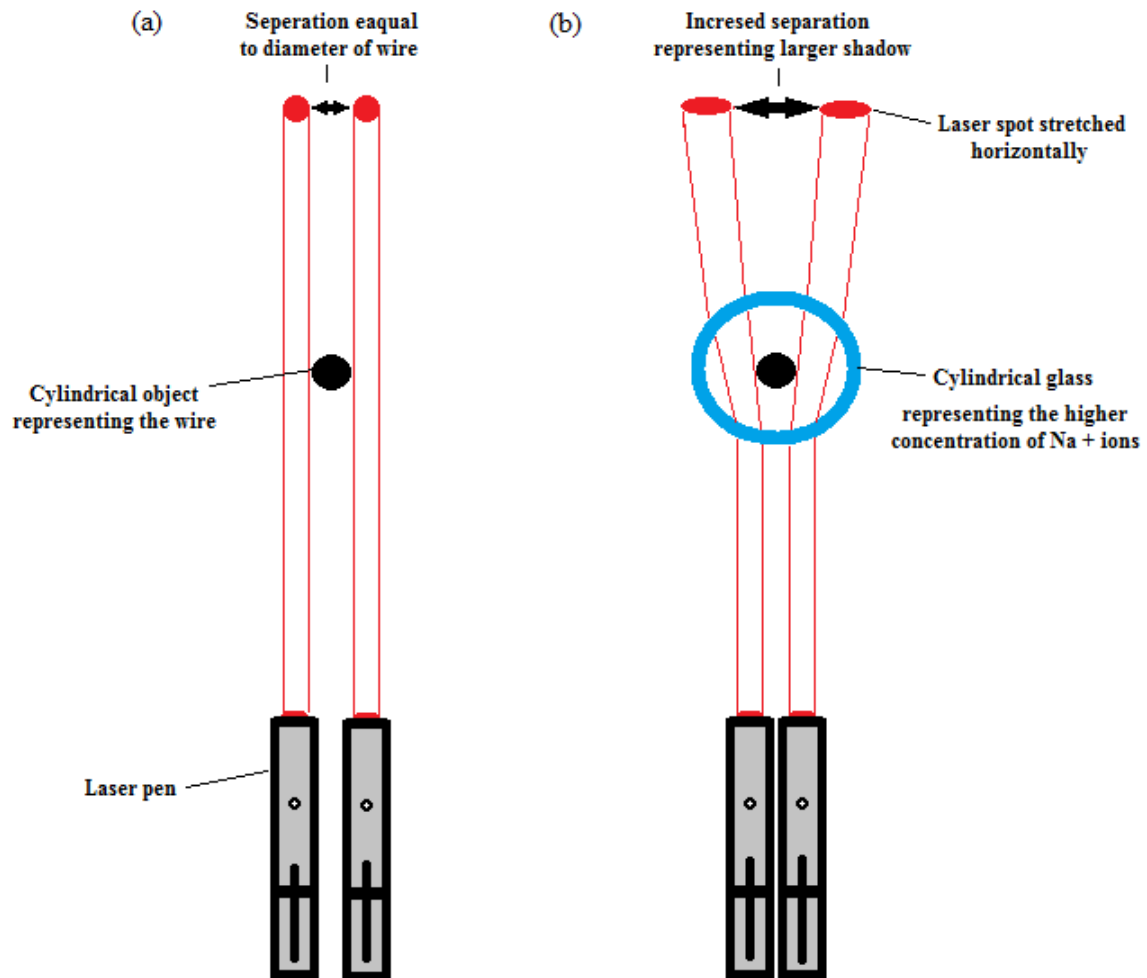 (a)
Seperation eaqual
to diameter of wire
Cylindrical object
representing the wire
Laser pen
(b)
Incresed separation
representing larger shadow
Laser spot stretched
horizontally
Cylindrical glass
representing the higher
concentration of Na + ions